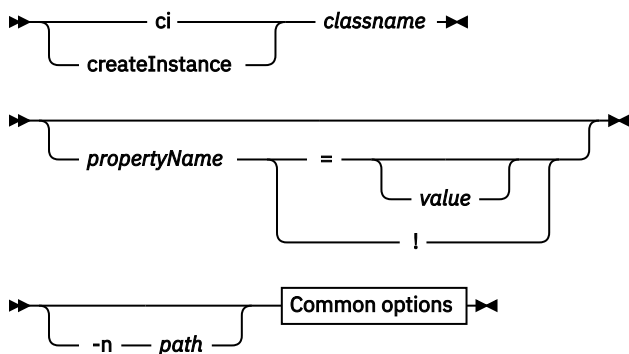 ci classname
createInstance
propertyName =
value
!
Common options
-n path